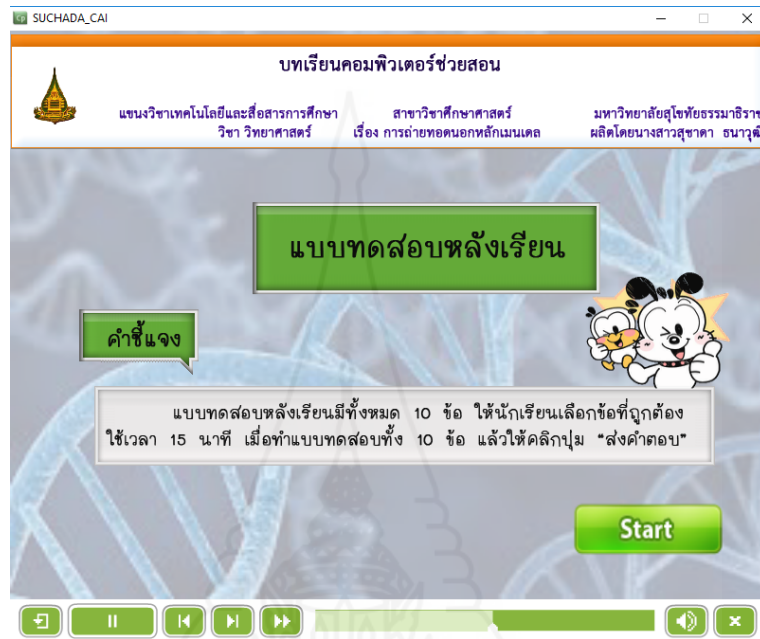 SUCHADA_CAI
บทเรียนคอมพิวเตอร์ช่วยสอน
แขนงวิชาเทคโนโลยีและสื่อสารการศึกษา สาขาวิชาศึกษาศาสตร์ มหาวิทยาลัยสุโขทัยธรรมาธิราช
วิชา วิทยาศาสตร์ เรื่อง การถ่ายทอดนอกหลักเมนเดล ผลิตโดยนางสาวสุชาดา ธนาวุฒิ
แบบทดสอบหลังเรียน
คำชี้แจง
แบบทดสอบหลังเรียนมีทั้งหมด 10 ข้อ ให้นักเรียนเลือกข้อที่ถูกต้อง
ใช้เวลา 15 นาที เมื่อทำแบบทดสอบทั้ง 10 ข้อ แล้วให้คลิกปุ่ม "ส่งคำตอบ"
Start